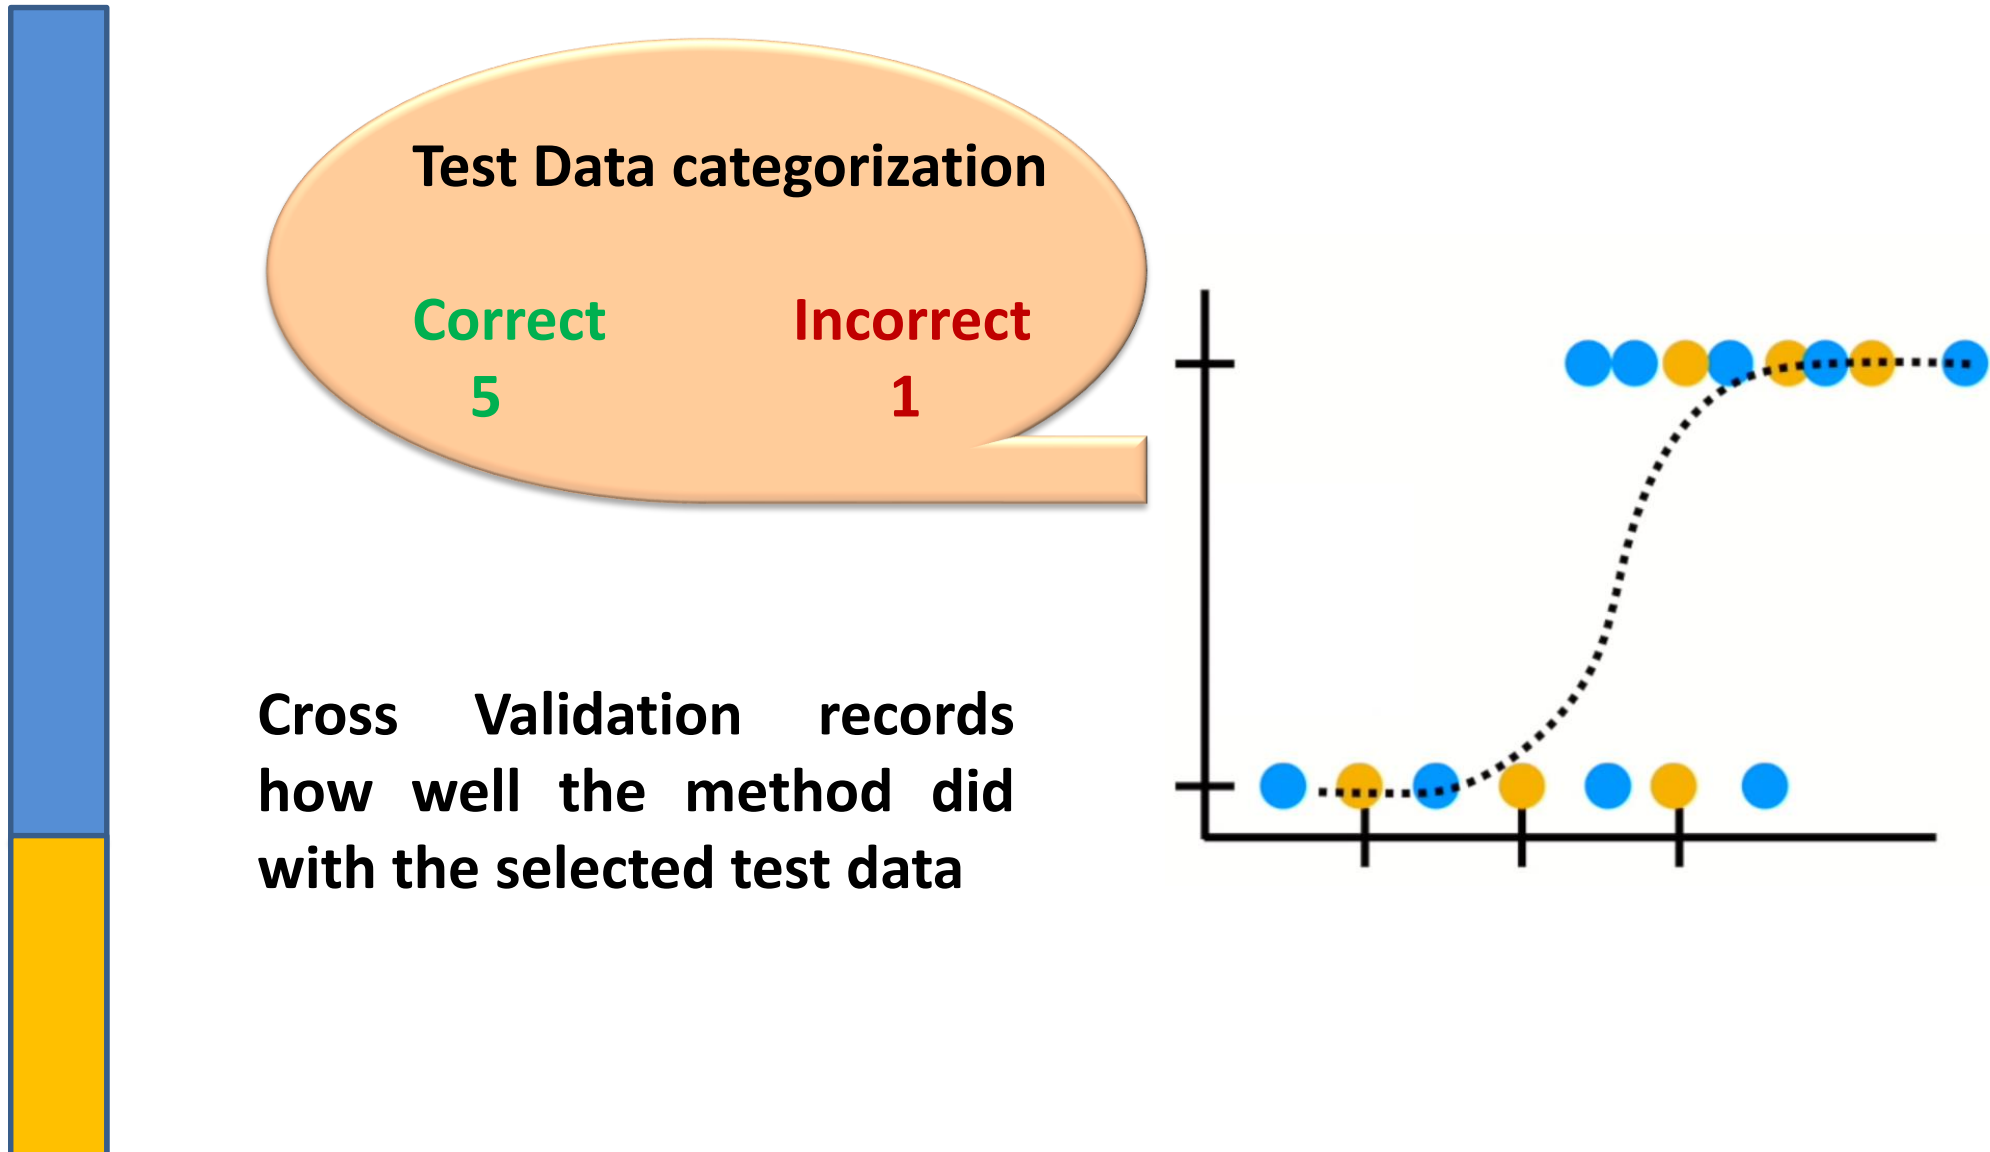 Test Data categorization
Correct Incorrect
5 1
Cross Validation records
how well the method did
with the selected test data